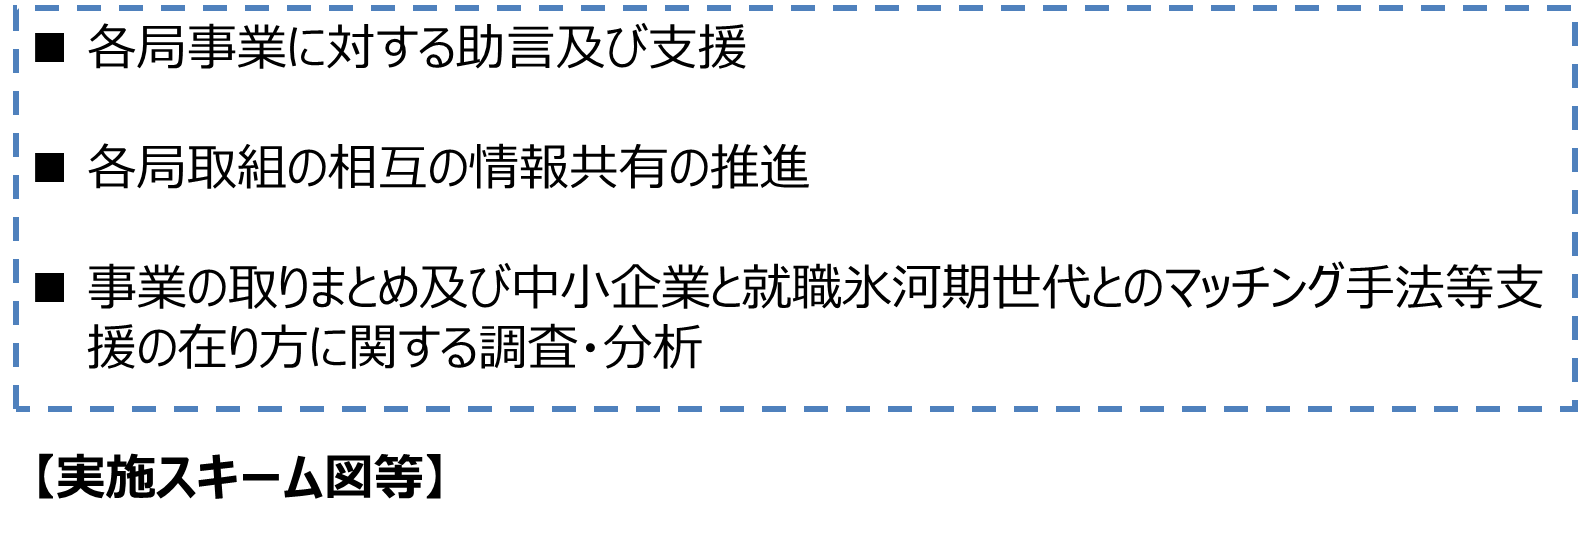 ■ 各局事業に対する助言及び支援
■ 各局取組の相互の情報共有の推進
■ 事業の取りまとめ及び中小企業と就職氷河期世代とのマッチング手法等支
援の在り方に関する調査・分析
【実施スキーム図等】